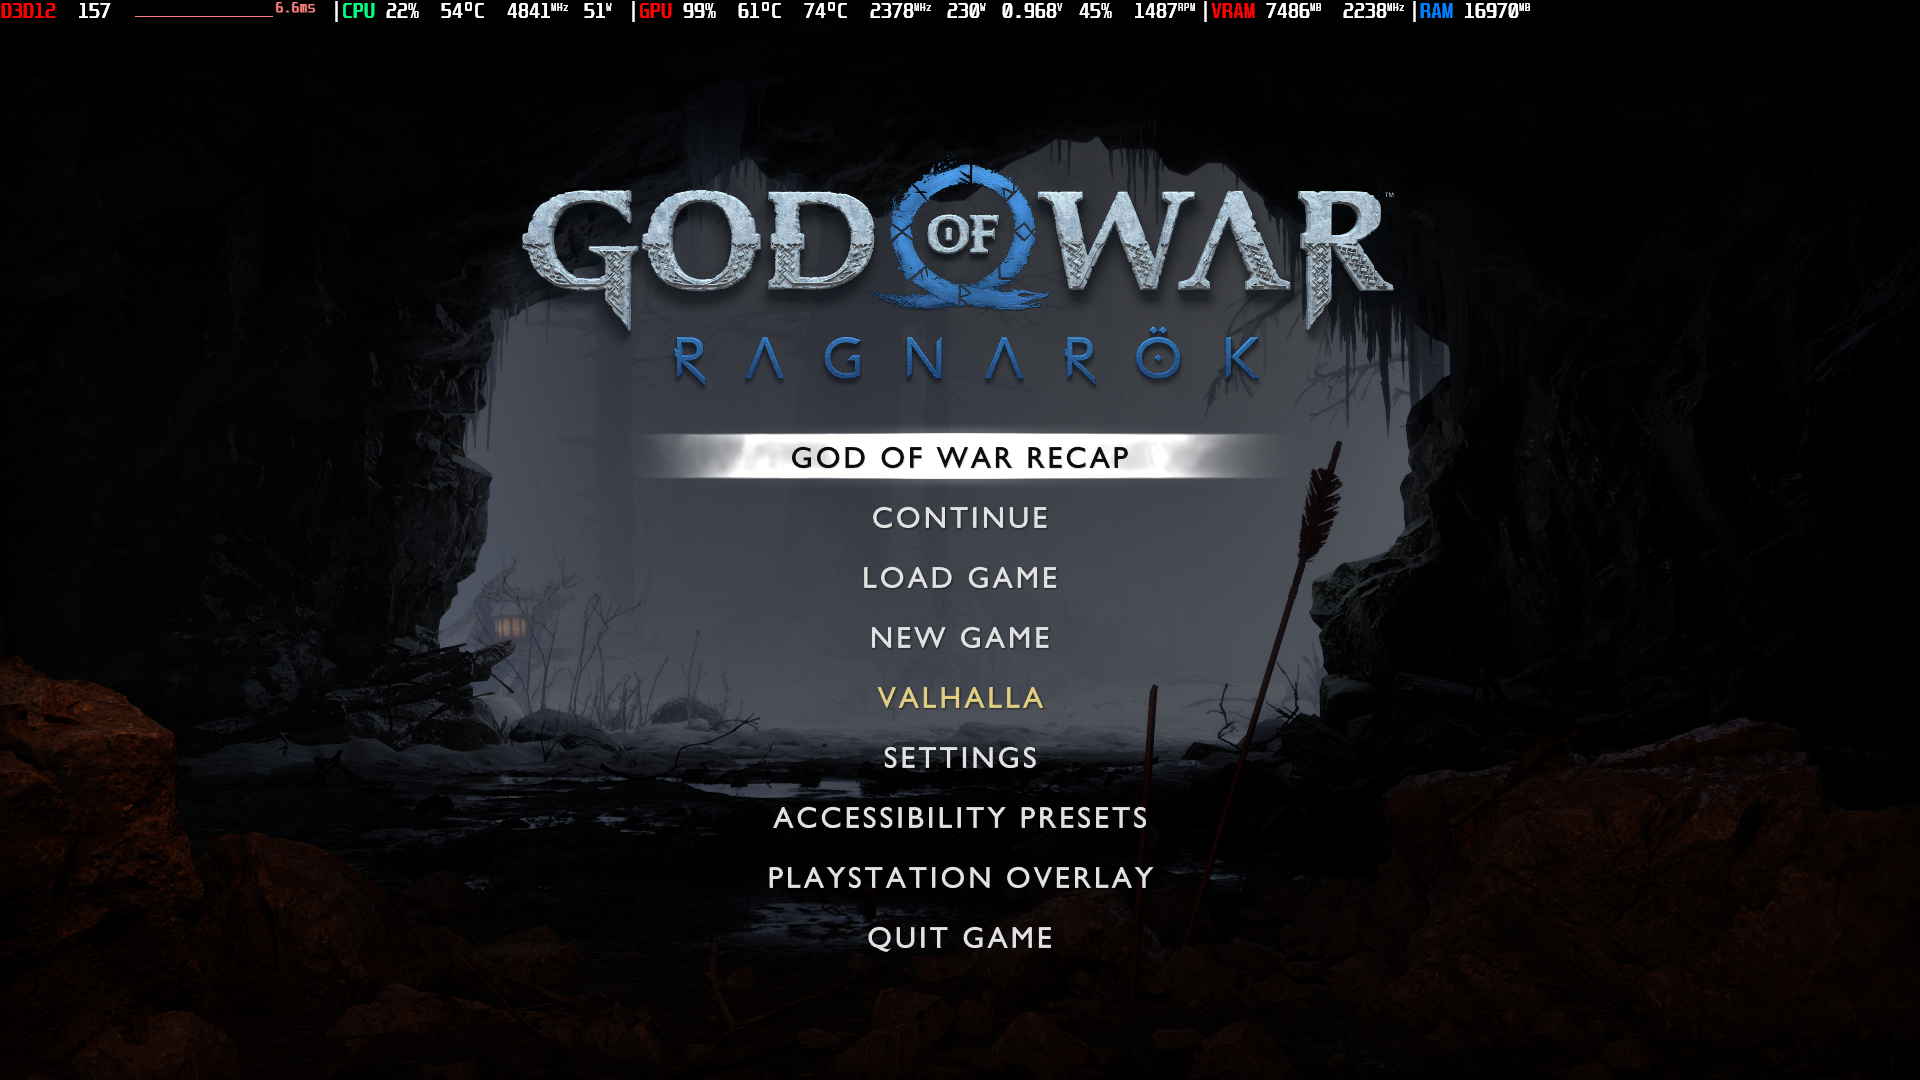 D3D12 157 6.6ms |CPU 22% 54°C 4841MHz 51W |GPU 99% 61°C 74°C 2378MHz 230W 0.968V 45% 1487RPM |VRAM 7486MB 2238MHz |RAM 16970MB
GOD OF WAR™
RAGNARÖK
GOD OF WAR RECAP
CONTINUE
LOAD GAME
NEW GAME
VALHALLA
SETTINGS
ACCESSIBILITY PRESETS
PLAYSTATION OVERLAY
QUIT GAME